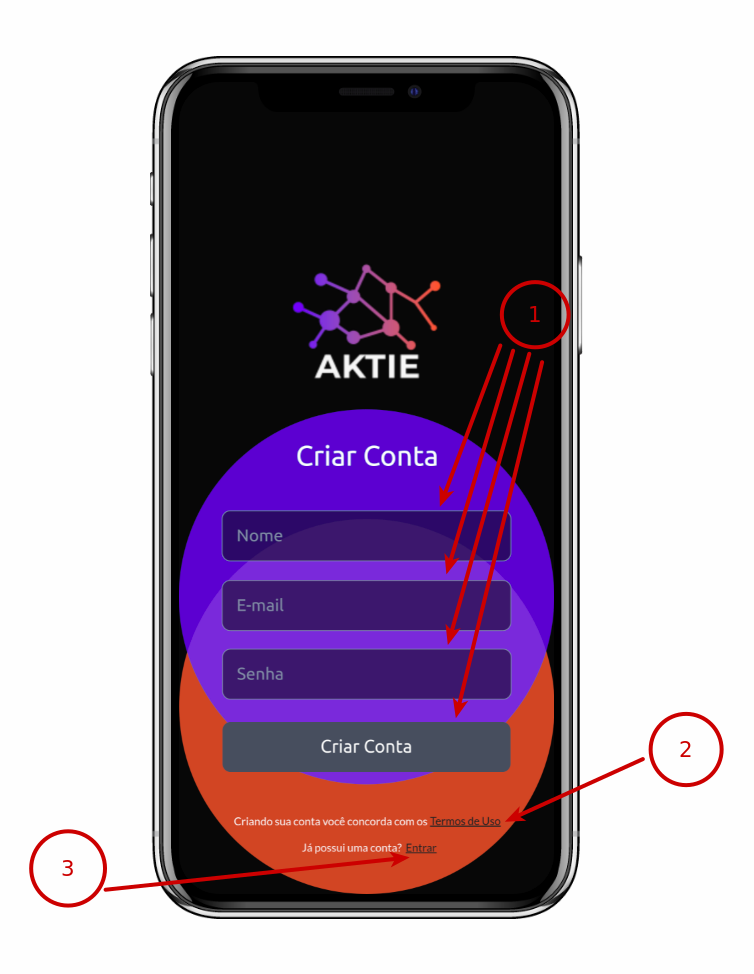 AKTIE
1
Criar Conta
Nome
E-mail
Senha
Criar Conta
2
Criando sua conta você concorda com os Termos de Uso
Já possui uma conta? Entrar
3